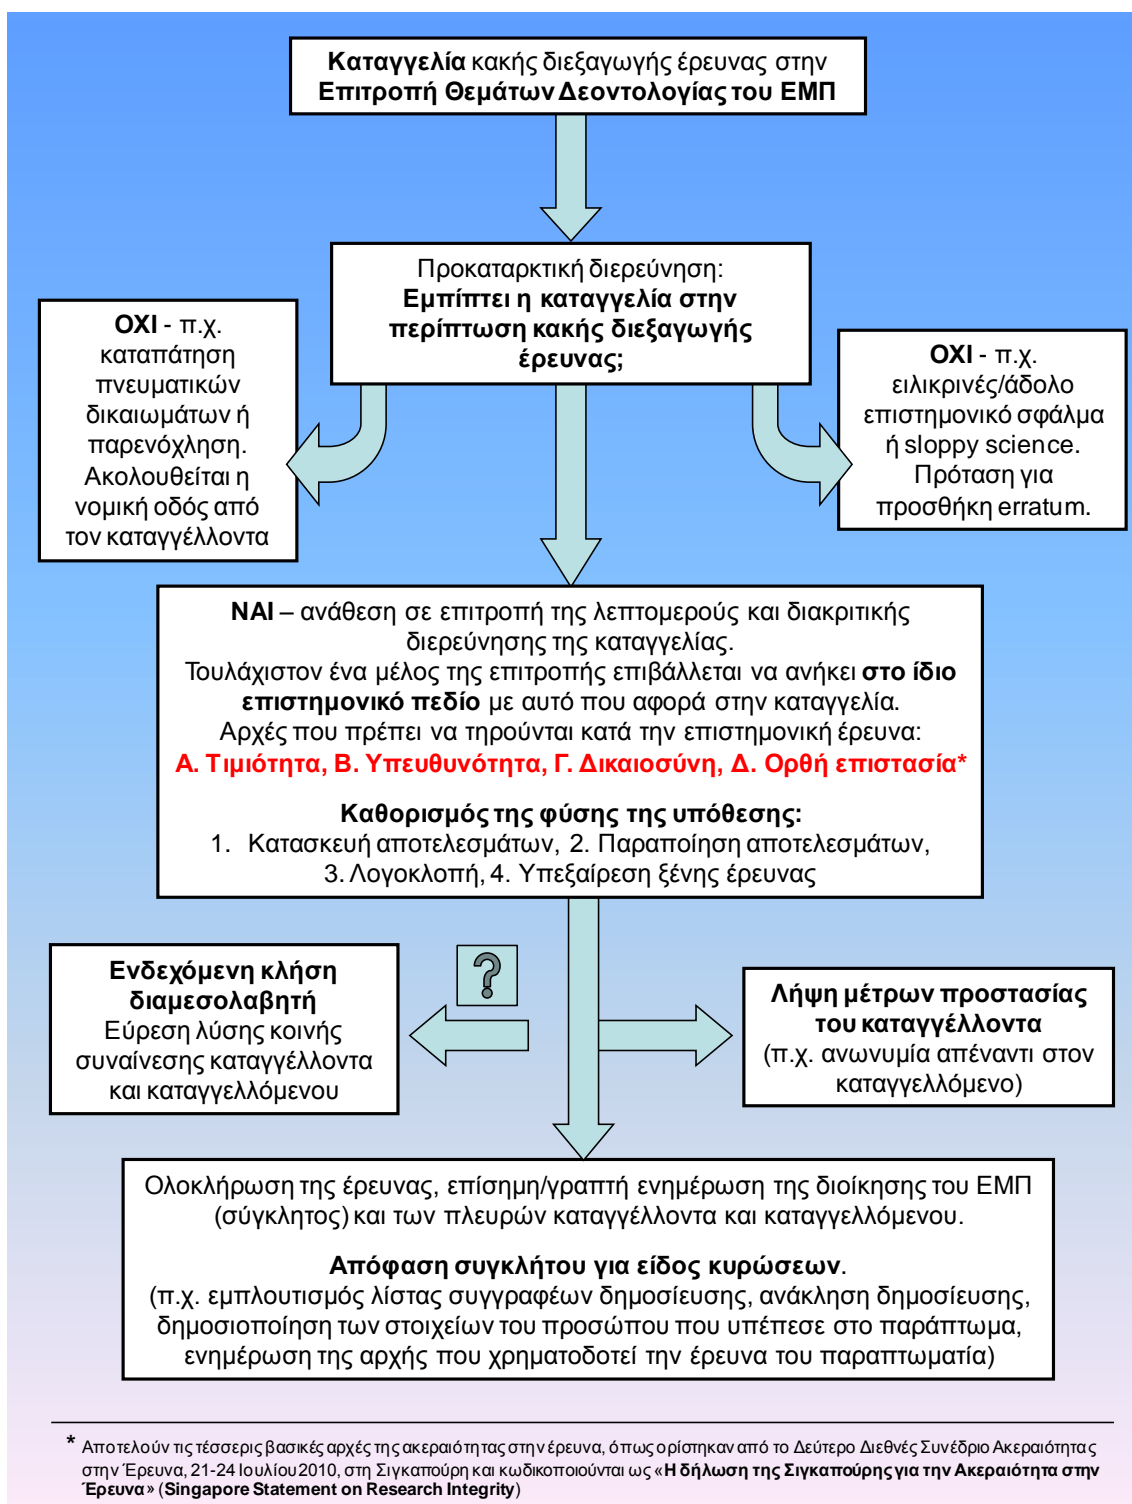 Καταγγελία κακής διεξαγωγής έρευνας στην
Επιτροπή Θεμάτων Δεοντολογίας του ΕΜΠ
Προκαταρκτική διερεύνηση:
Εμπίπτει η καταγγελία στην
περίπτωση κακής διεξαγωγής
έρευνας;
ΟΧΙ - π.χ.
καταπάτηση
πνευματικών
δικαιωμάτων ή
παρενόχληση.
Ακολουθείται η
νομική οδός από
τον καταγγέλλοντα
ΟΧΙ - π.χ.
ειλικρινές/άδολο
επιστημονικό σφάλμα
ή sloppy science.
Πρόταση για
προσθήκη erratum.
ΝΑΙ – ανάθεση σε επιτροπή της λεπτομερούς και διακριτικής
διερεύνησης της καταγγελίας.
Τουλάχιστον ένα μέλος της επιτροπής επιβάλλεται να ανήκει στο ίδιο
επιστημονικό πεδίο με αυτό που αφορά στην καταγγελία.
Αρχές που πρέπει να τηρούνται κατά την επιστημονική έρευνα:
Α. Τιμιότητα, Β. Υπευθυνότητα, Γ. Δικαιοσύνη, Δ. Ορθή επιστασία*
Καθορισμός της φύσης της υπόθεσης:
1. Κατασκευή αποτελεσμάτων, 2. Παραποίηση αποτελεσμάτων,
3. Λογοκλοπή, 4. Υπεξαίρεση ξένης έρευνας
?
Ενδεχόμενη κλήση
διαμεσολαβητή
Εύρεση λύσης κοινής
συναίνεσης καταγγέλλοντα
και καταγγελλόμενου
Λήψη μέτρων προστασίας
του καταγγέλλοντα
(π.χ. ανωνυμία απέναντι στον
καταγγελλόμενο)
Ολοκλήρωση της έρευνας, επίσημη/γραπτή ενημέρωση της διοίκησης του ΕΜΠ
(σύγκλητος) και των πλευρών καταγγέλλοντα και καταγγελλόμενου.
Απόφαση συγκλήτου για είδος κυρώσεων.
(π.χ. εμπλουτισμός λίστας συγγραφέων δημοσίευσης, ανάκληση δημοσίευσης,
δημοσιοποίηση των στοιχείων του προσώπου που υπέπεσε στο παράπτωμα,
ενημέρωση της αρχής που χρηματοδοτεί την έρευνα του παραπτωματία)
* Αποτελούν τις τέσσερις βασικές αρχές της ακεραιότητας στην έρευνα, όπως ορίστηκαν από το Δεύτερο Διεθνές Συνέδριο Ακεραιότητας
στην Έρευνα, 21-24 Ιουλίου 2010, στη Σιγκαπούρη και κωδικοποιούνται ως «Η δήλωση της Σιγκαπούρης για την Ακεραιότητα στην
Έρευνα» (Singapore Statement on Research Integrity)